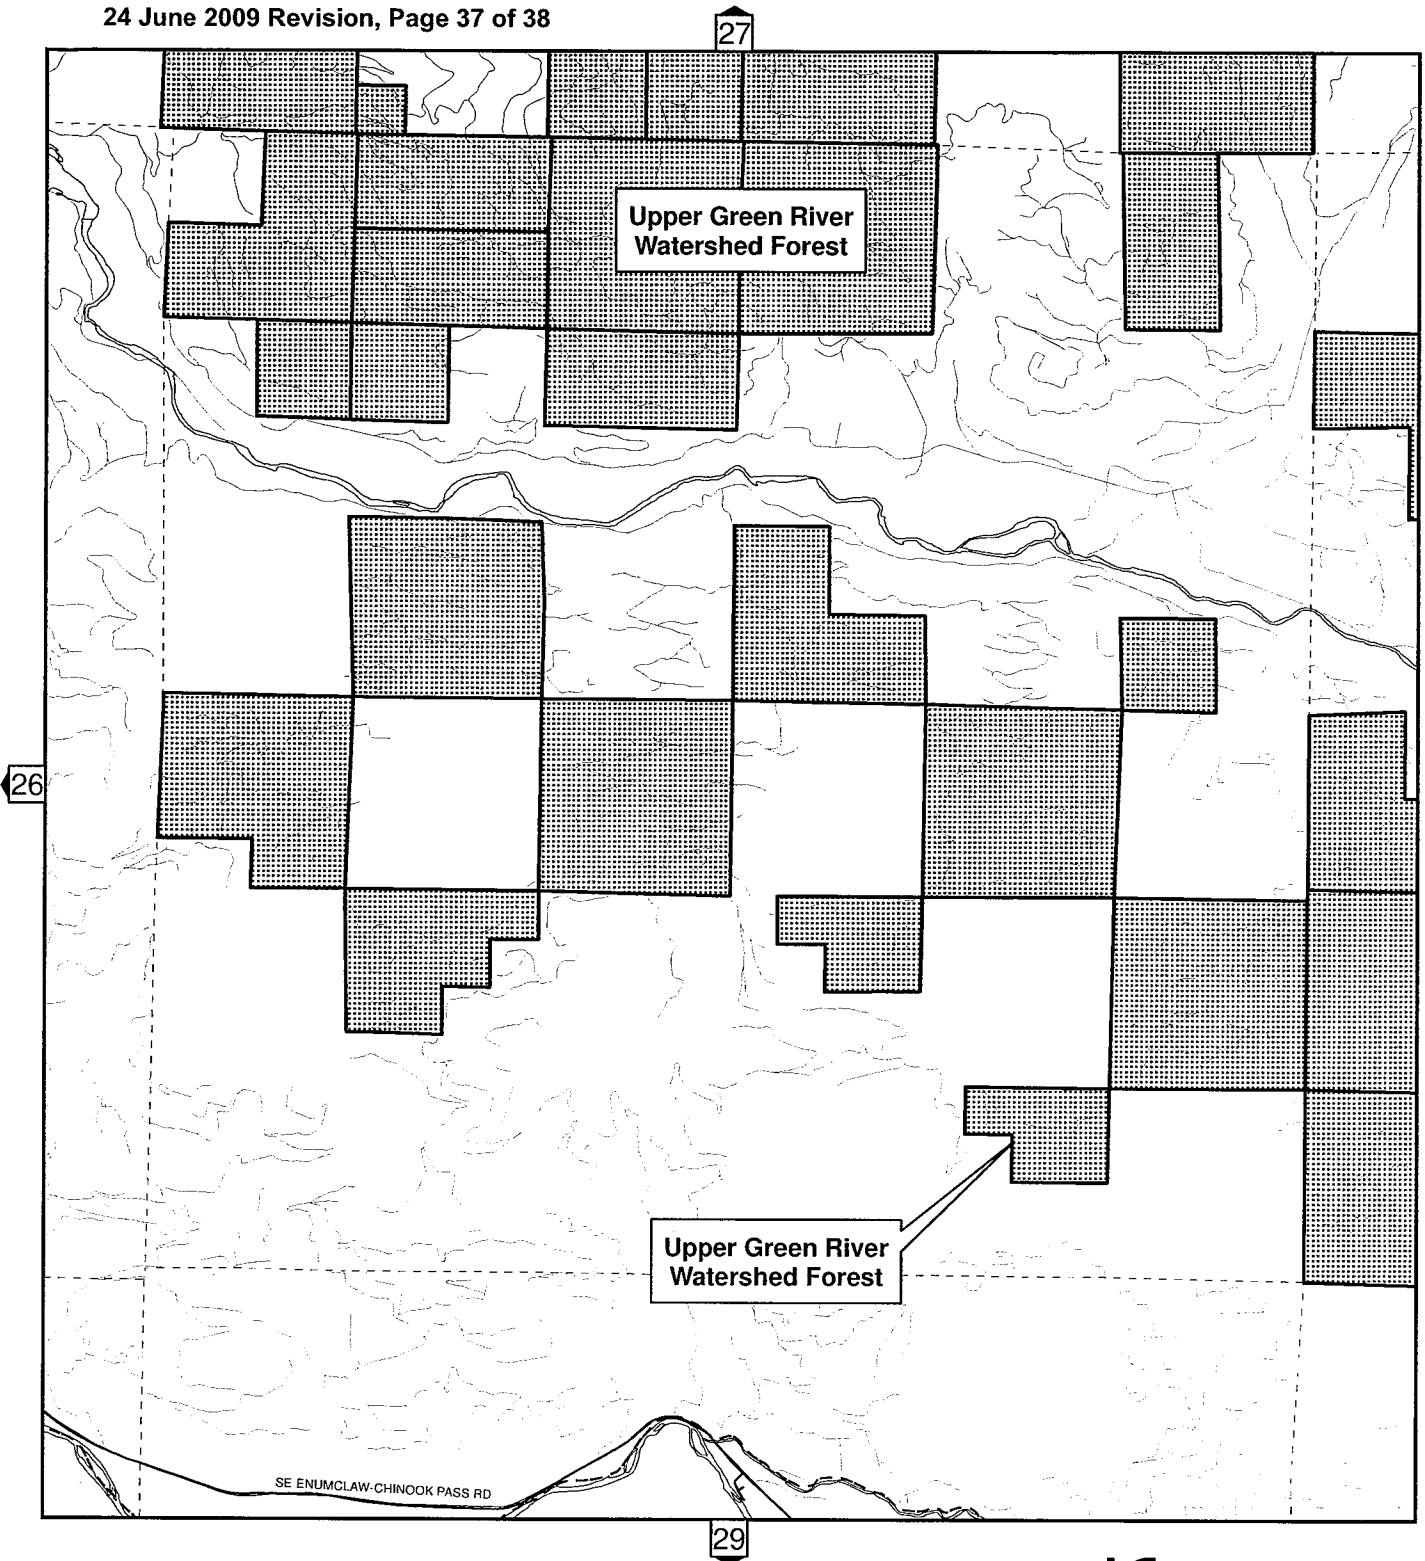 24 June 2009 Revision, Page 37 of 38
27
Upper Green River
Watershed Forest
26
Upper Green River
Watershed Forest
SE ENUMCLAW-CHINOOK PASS RD
29